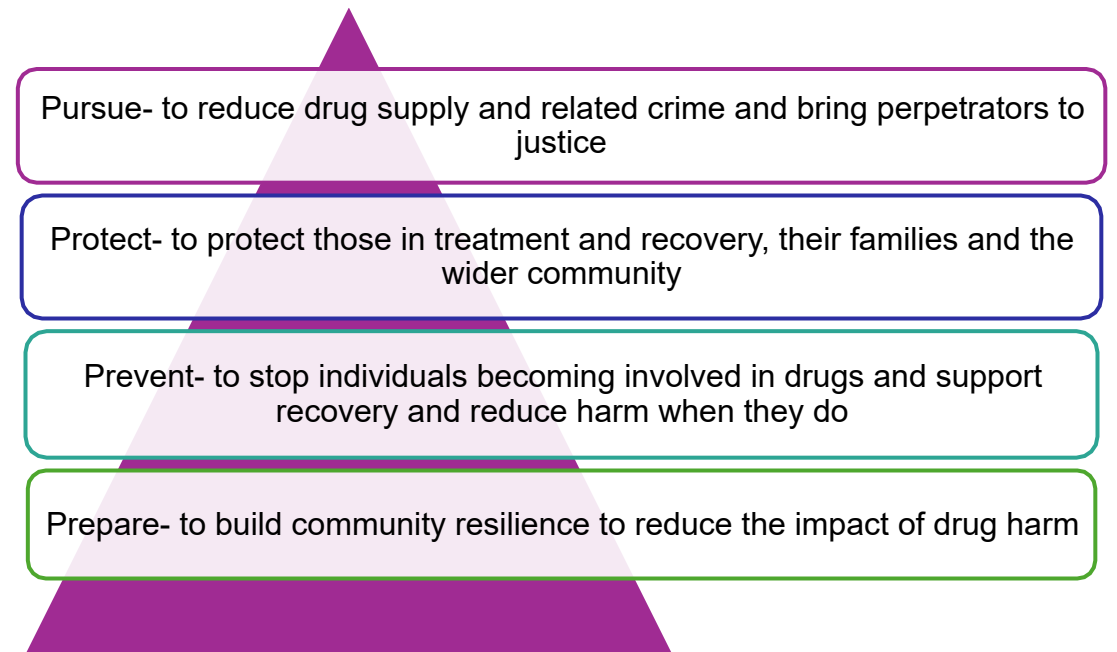 Pursue- to reduce drug supply and related crime and bring perpetrators to
justice
Protect- to protect those in treatment and recovery, their families and the
wider community
Prevent- to stop individuals becoming involved in drugs and support
recovery and reduce harm when they do
Prepare- to build community resilience to reduce the impact of drug harm